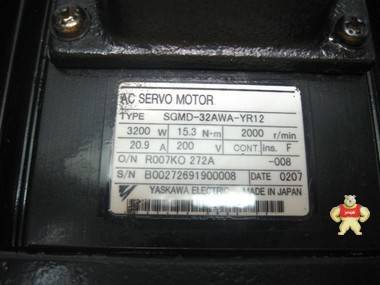 AC SERVO MOTOR
TYPE SGMD-32AWA-YR12
3200 W 15.3 N·m 2000 r/min
20.9 A 200 V CONT. ins. F
O/N R007KO 272A -008
S/N B00272691900008 DATE 0207
YASKAWA ELECTRIC MADE IN JAPAN